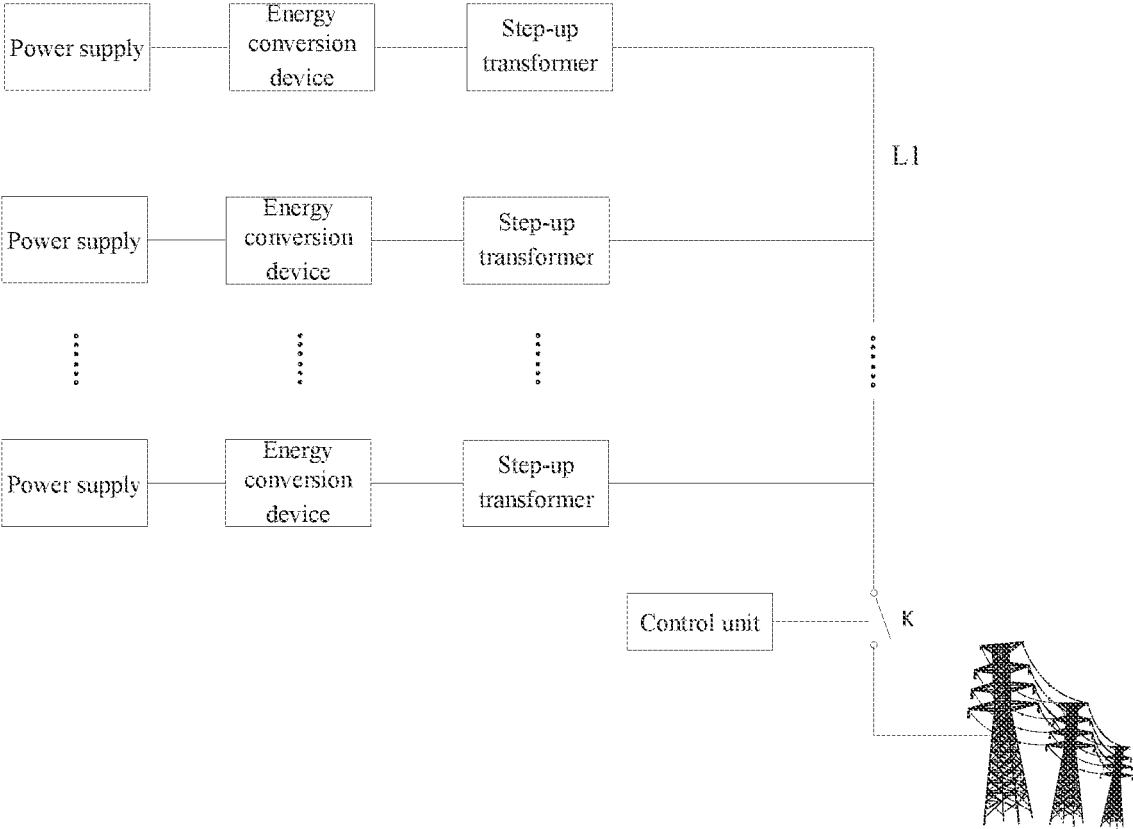 Power supply
Energy
conversion
device
Step-up
transformer
L1
Power supply
Energy
conversion
device
Step-up
transformer
Power supply
Energy
conversion
device
Step-up
transformer
Control unit
K